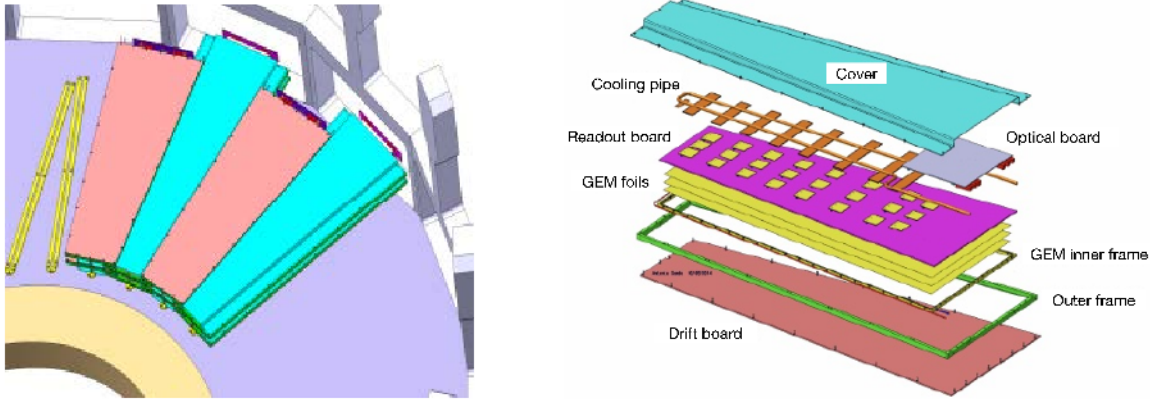 Cover
Cooling pipe
Readout board
Optical board
GEM foils
GEM inner frame
Outer frame
Drift board